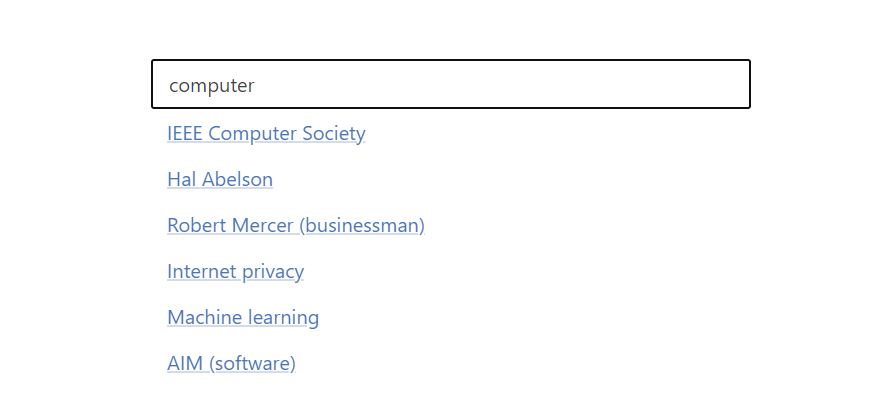 computer
IEEE Computer Society
Hal Abelson
Robert Mercer (businessman)
Internet privacy
Machine learning
AIM (software)